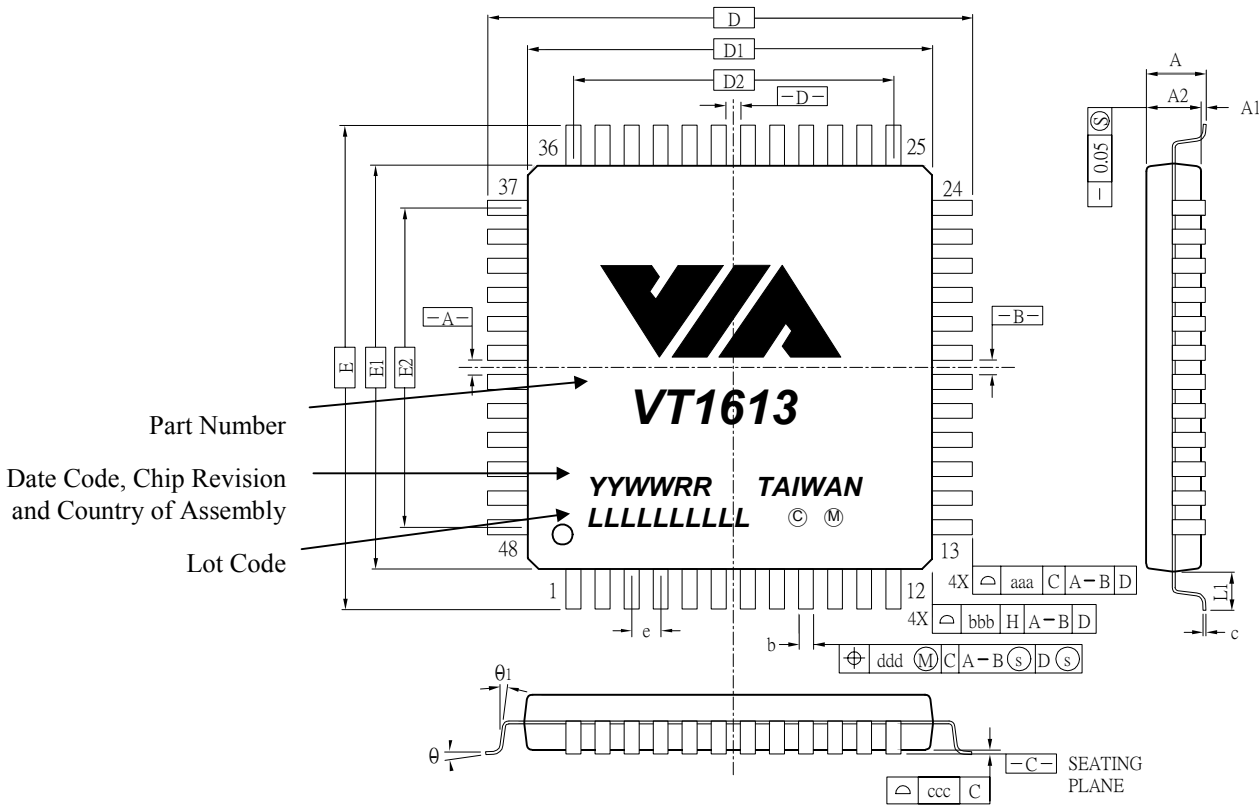 D
D1
D2
−D−
A
A2
A1
− 0.05 Ⓢ
36
25
37
24
E
E1
E2
−A−
−B−
VIA
VT1613
Part Number
Date Code, Chip Revision
and Country of Assembly
YYWWRR TAIWAN
LLLLLLLLLL Ⓒ Ⓜ
Lot Code
48
13
1
12
4X ⌓ aaa C A−B D
4X ⌓ bbb H A−B D
e
b
⌖ ddd Ⓜ C A−B ⓢ D ⓢ
L1
c
θ1
θ
−C− SEATING
PLANE
⌓ ccc C